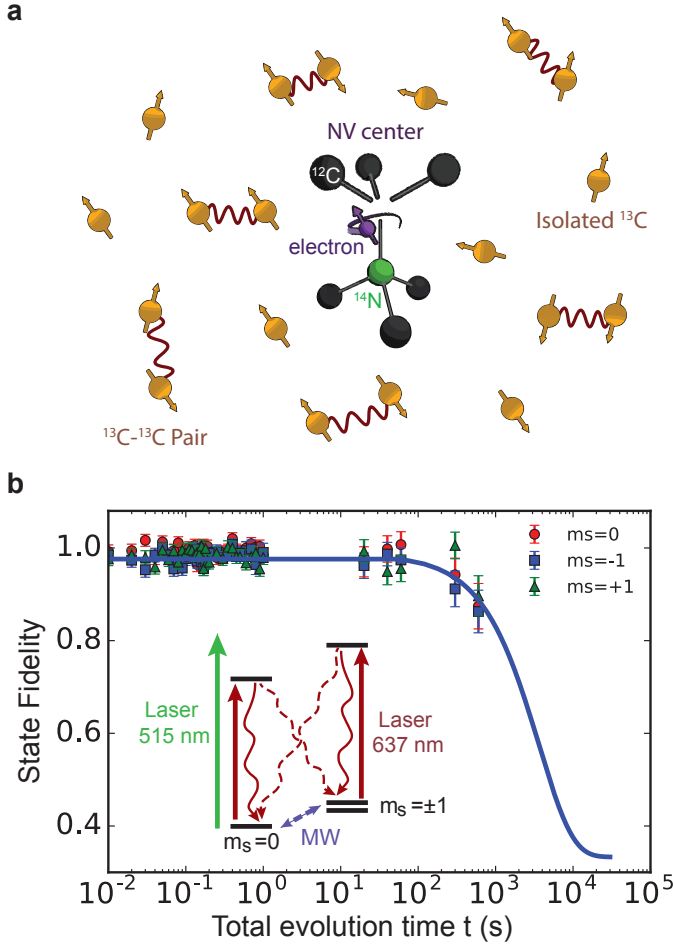 a
NV center
¹²C
Isolated ¹³C
electron
¹⁴N
¹³C-¹³C Pair
b
ms=0
ms=-1
ms=+1
1.0
0.8
0.6
0.4
State Fidelity
Laser
515 nm
Laser
637 nm
mₛ=0
MW
mₛ=±1
10⁻² 10⁻¹ 10⁰ 10¹ 10² 10³ 10⁴ 10⁵
Total evolution time t (s)